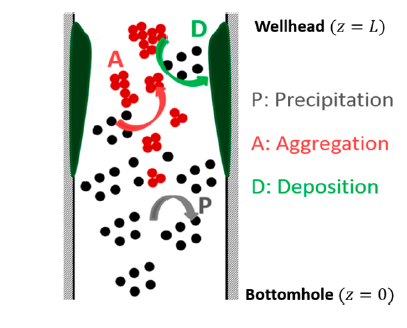 Wellhead (z = L)
D
A
P: Precipitation
A: Aggregation
D: Deposition
P
Bottomhole (z = 0)